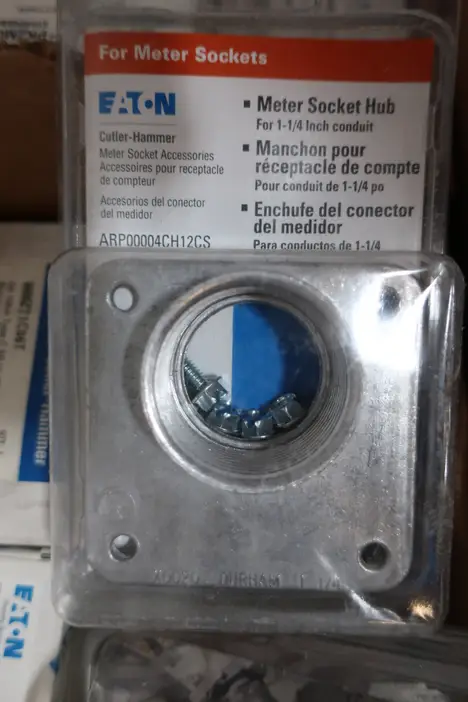 For Meter Sockets
EATON
Cutler-Hammer
Meter Socket Accessories
Accessoires pour receptacle
de compteur
Accesorios del conector
del medidor
ARP00004CH12CS
▪ Meter Socket Hub
For 1-1/4 Inch conduit
▪ Manchon pour
réceptacle de compte
Pour conduit de 1-1/4 po
▪ Enchufe del conector
del medidor
Para conductos de 1-1/4
DURHAM
EATON